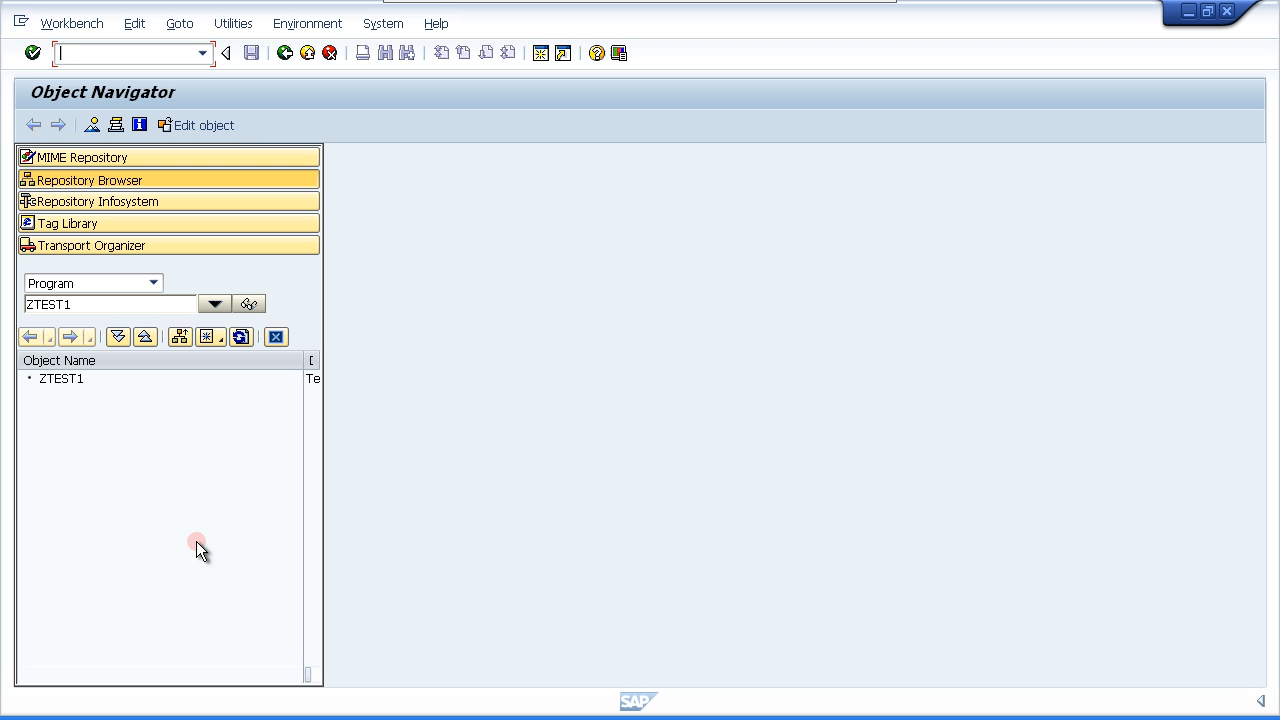 Workbench Edit Goto Utilities Environment System Help
Object Navigator
Edit object
MIME Repository
Repository Browser
Repository Infosystem
Tag Library
Transport Organizer
Program
ZTEST1
Object Name
ZTEST1 Te
SAP